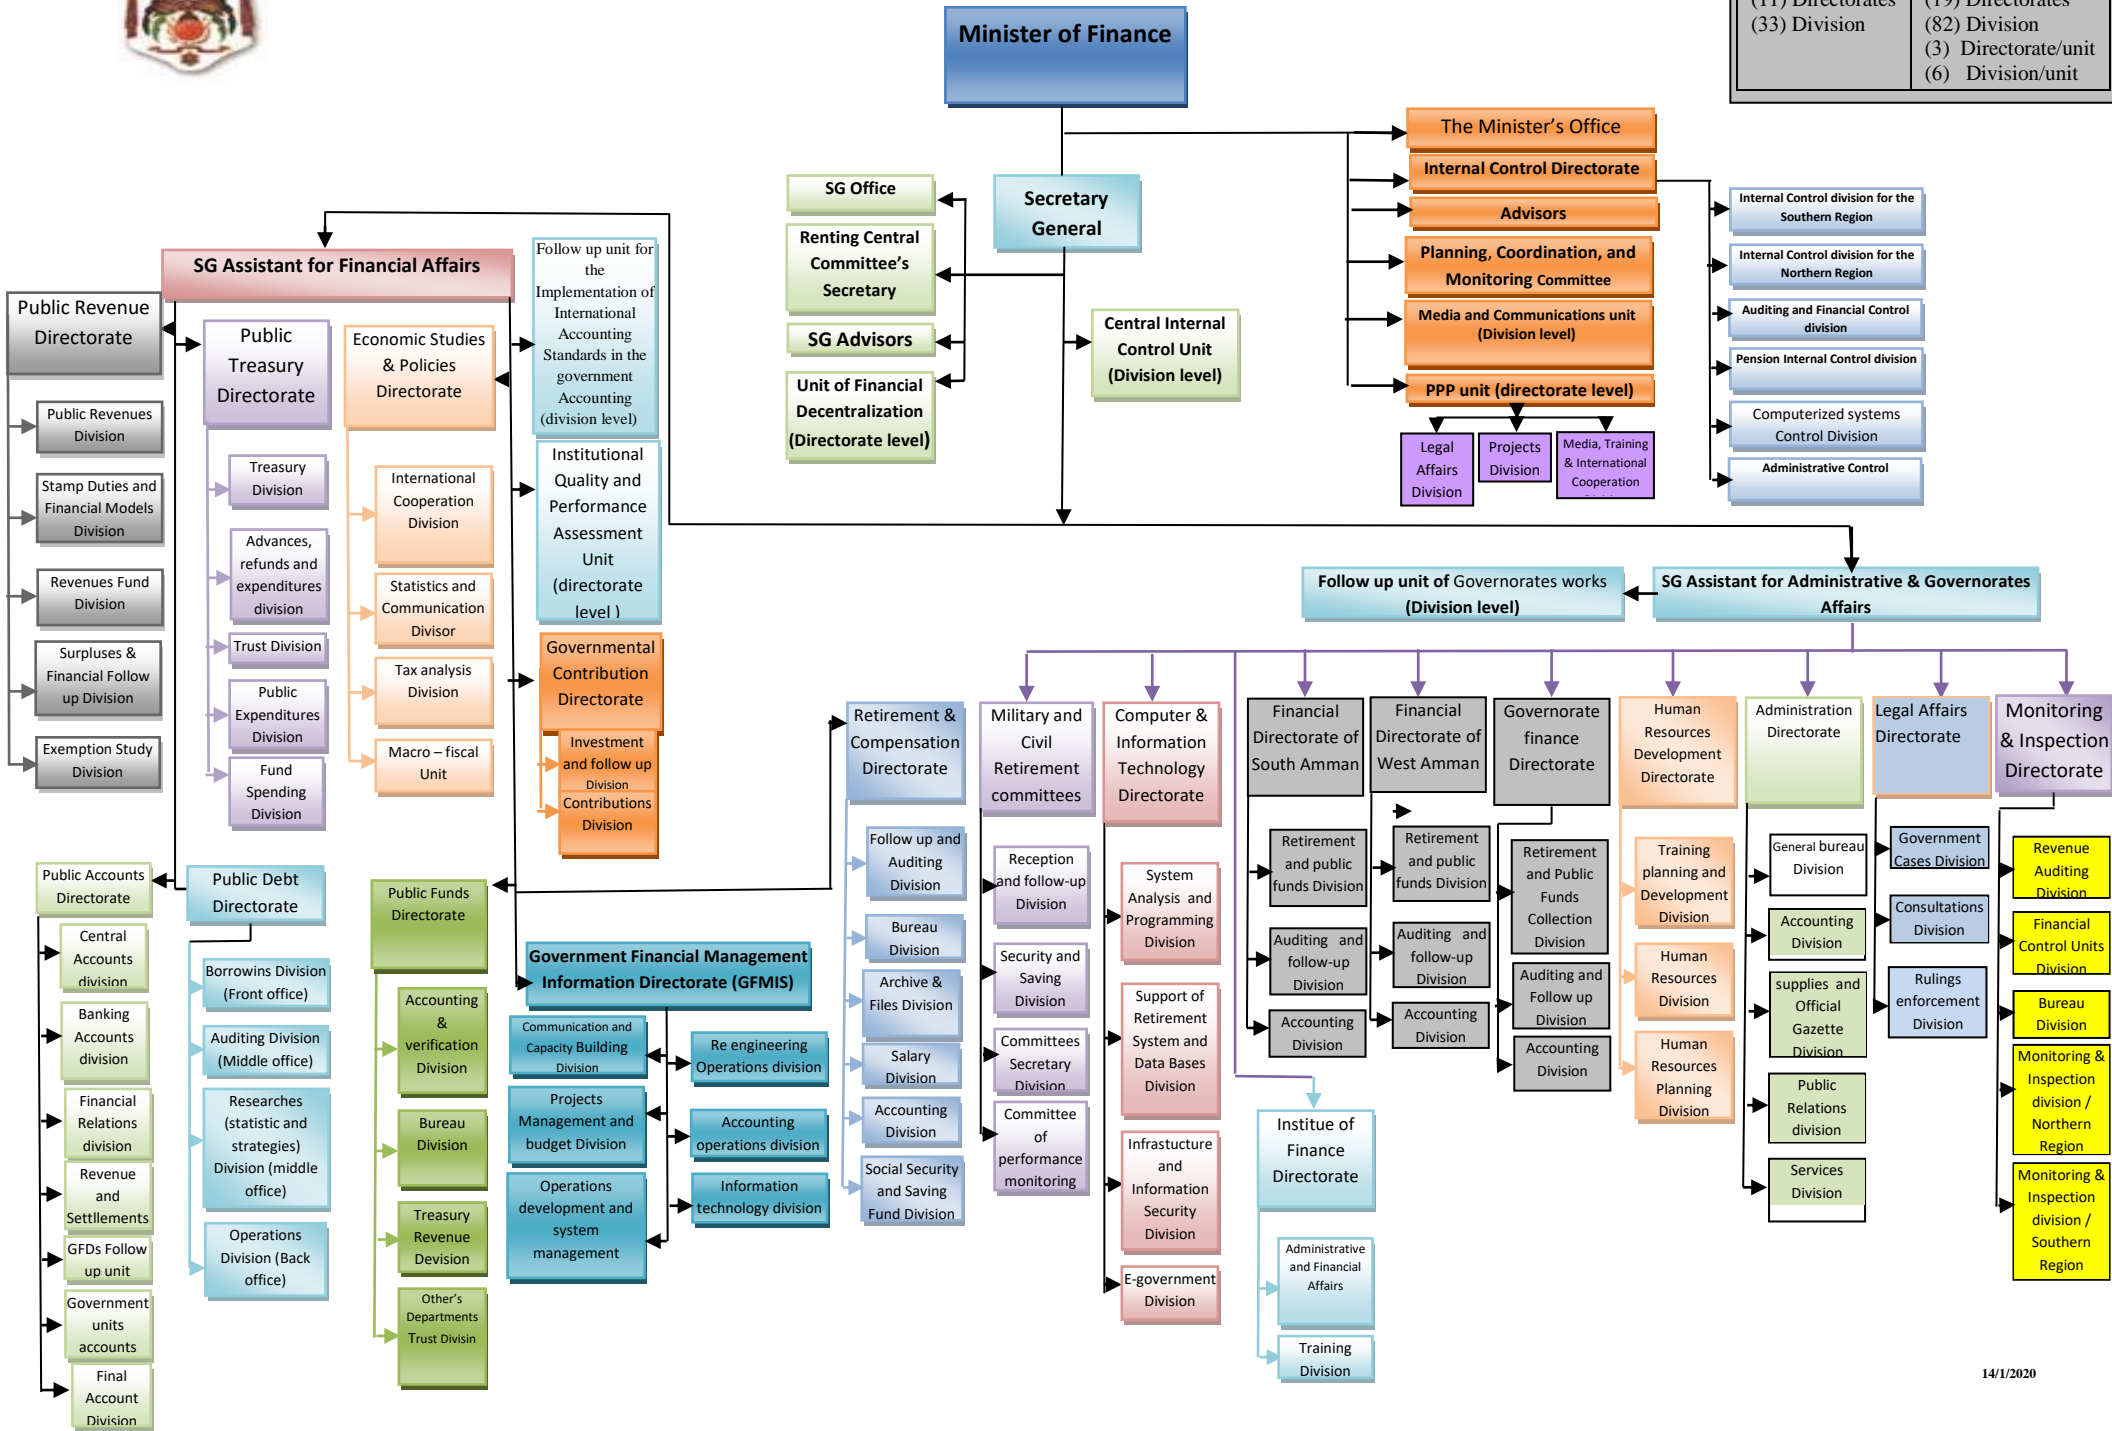 (11) Directorates
(33) Division
(19) Directorates
(82) Division
(3) Directorate/unit
(6) Division/unit
Minister of Finance
The Minister's Office
Internal Control Directorate
Advisors
Planning, Coordination, and
Monitoring Committee
Media and Communications unit
(Division level)
PPP unit (directorate level)
Legal
Affairs
Division
Projects
Division
Media, Training
& International
Cooperation
Internal Control division for the
Southern Region
Internal Control division for the
Northern Region
Auditing and Financial Control
division
Pension Internal Control division
Computerized systems
Control Division
Administrative Control
Secretary
General
SG Office
Renting Central
Committee's
Secretary
SG Advisors
Unit of Financial
Decentralization
(Directorate level)
Central Internal
Control Unit
(Division level)
SG Assistant for Financial Affairs
Public Revenue
Directorate
Public Revenues
Division
Stamp Duties and
Financial Models
Division
Revenues Fund
Division
Surpluses &
Financial Follow
up Division
Exemption Study
Division
Public
Treasury
Directorate
Treasury
Division
Advances,
refunds and
expenditures
division
Trust Division
Public
Expenditures
Division
Fund
Spending
Division
Economic Studies
& Policies
Directorate
International
Cooperation
Division
Statistics and
Communication
Divisor
Tax analysis
Division
Macro – fiscal
Unit
Follow up unit for
the
Implementation of
International
Accounting
Standards in the
government
Accounting
(division level)
Institutional
Quality and
Performance
Assessment
Unit
(directorate
level )
Governmental
Contribution
Directorate
Investment
and follow up
Division
Contributions
Division
Public Accounts
Directorate
Central
Accounts
division
Banking
Accounts
division
Financial
Relations
division
Revenue
and
Settllements
GFDs Follow
up unit
Government
units
accounts
Final
Account
Division
Public Debt
Directorate
Borrowins Division
(Front office)
Auditing Division
(Middle office)
Researches
(statistic and
strategies)
Division (middle
office)
Operations
Division (Back
office)
Public Funds
Directorate
Accounting
&
verification
Division
Bureau
Division
Treasury
Revenue
Devision
Other's
Departments
Trust Divisin
Government Financial Management
Information Directorate (GFMIS)
Communication and
Capacity Building
Division
Projects
Management and
budget Division
Operations
development and
system
management
Re engineering
Operations division
Accounting
operations division
Information
technology division
Follow up unit of Governorates works
(Division level)
SG Assistant for Administrative & Governorates
Affairs
Retirement &
Compensation
Directorate
Follow up and
Auditing
Division
Bureau
Division
Archive &
Files Division
Salary
Division
Accounting
Division
Social Security
and Saving
Fund Division
Military and
Civil
Retirement
committees
Reception
and follow-up
Division
Security and
Saving
Division
Committees
Secretary
Division
Committee
of
performance
monitoring
Computer &
Information
Technology
Directorate
System
Analysis and
Programming
Division
Support of
Retirement
System and
Data Bases
Division
Infrastucture
and
Information
Security
Division
E-government
Division
Institue of
Finance
Directorate
Administrative
and Financial
Affairs
Training
Division
Financial
Directorate of
South Amman
Retirement
and public
funds Division
Auditing and
follow-up
Division
Accounting
Division
Financial
Directorate of
West Amman
Retirement
and public
funds Division
Auditing and
follow-up
Division
Accounting
Division
Governorate
finance
Directorate
Retirement
and Public
Funds
Collection
Division
Auditing and
Follow up
Division
Accounting
Division
Human
Resources
Development
Directorate
Training
planning and
Development
Division
Human
Resources
Division
Human
Resources
Planning
Division
Administration
Directorate
General bureau
Division
Accounting
Division
supplies and
Official
Gazette
Division
Public
Relations
division
Services
Division
Legal Affairs
Directorate
Government
Cases Division
Consultations
Division
Rulings
enforcement
Division
Monitoring
& Inspection
Directorate
Revenue
Auditing
Division
Financial
Control Units
Division
Bureau
Division
Monitoring &
Inspection
division /
Northern
Region
Monitoring &
Inspection
division /
Southern
Region
14/1/2020